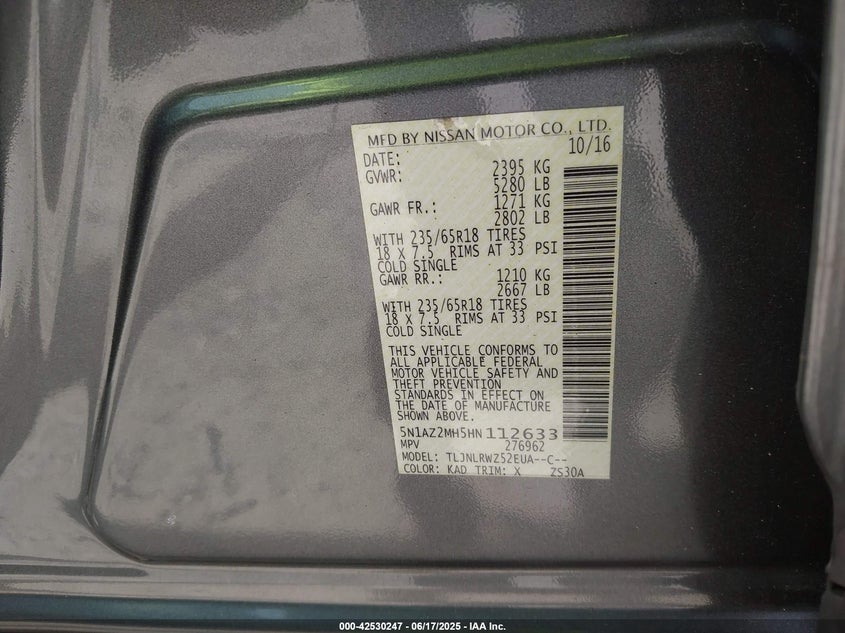 MFD BY NISSAN MOTOR CO., LTD.
DATE: 10/16
GVWR: 2395 KG
5280 LB
GAWR FR.: 1271 KG
2802 LB
WITH 235/65R18 TIRES
18 X 7.5 RIMS AT 33 PSI
COLD SINGLE
GAWR RR.: 1210 KG
2667 LB
WITH 235/65R18 TIRES
18 X 7.5 RIMS AT 33 PSI
COLD SINGLE
THIS VEHICLE CONFORMS TO
ALL APPLICABLE FEDERAL
MOTOR VEHICLE SAFETY AND
THEFT PREVENTION
STANDARDS IN EFFECT ON
THE DATE OF MANUFACTURE
SHOWN ABOVE.
5N1AZ2MH5HN112633
MPV 276962
MODEL: TLJNLRWZ52EUA--C--
COLOR: KAD TRIM: X ZS30A
000-42530247 - 06/17/2025 - IAA Inc.